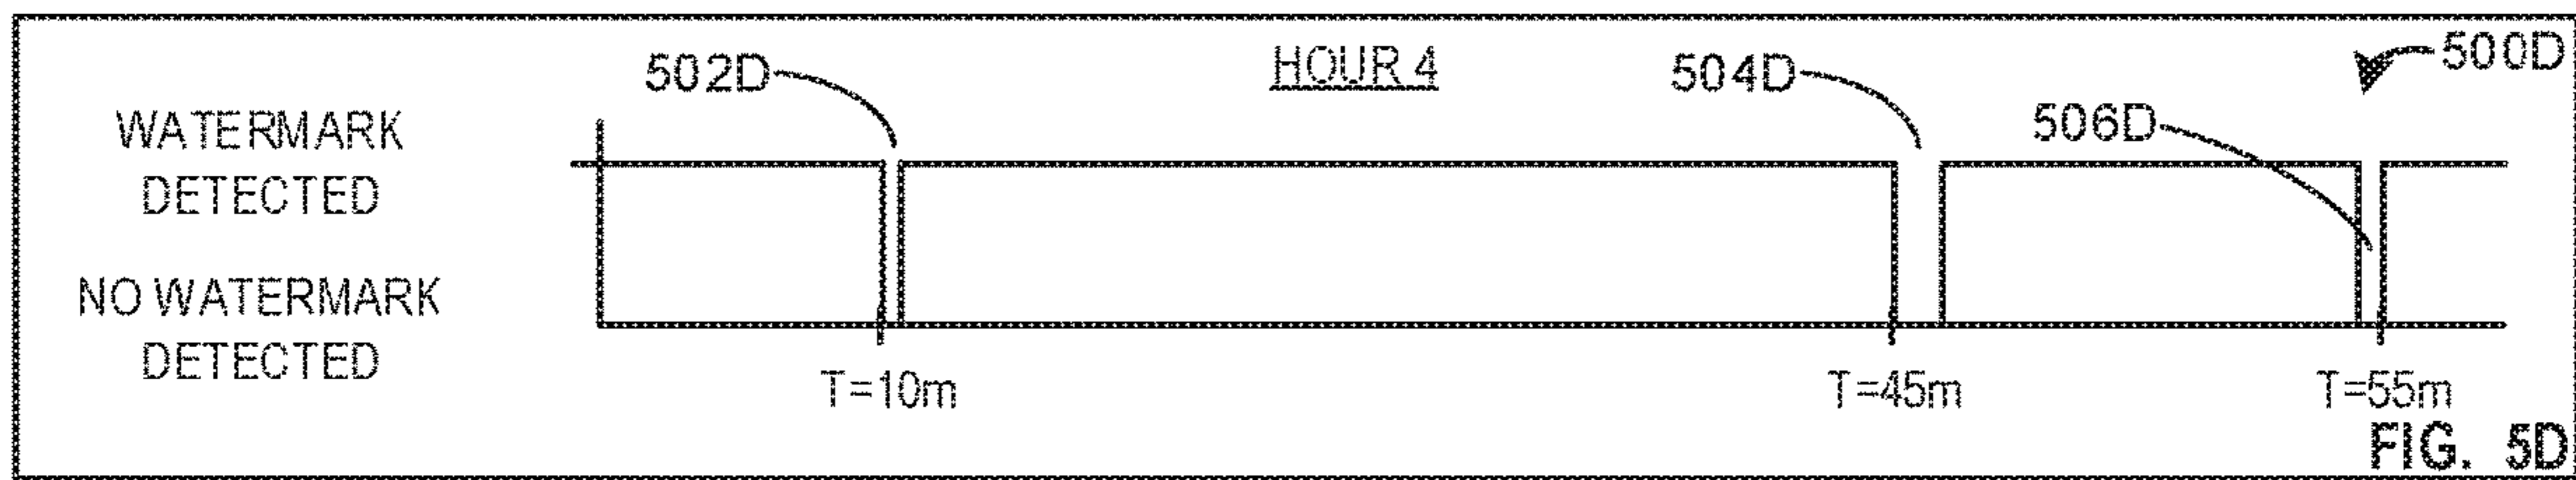 HOUR 4
500D
502D
504D
506D
WATERMARK
DETECTED
NO WATERMARK
DETECTED
T=10m
T=45m
T=55m
FIG. 5D